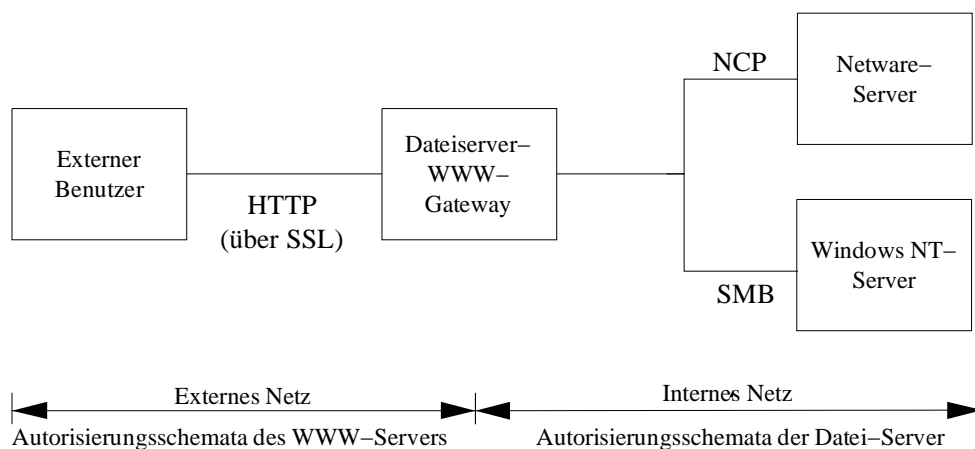 Externer
Benutzer
HTTP
(über SSL)
Dateiserver–
WWW–
Gateway
NCP
Netware–
Server
SMB
Windows NT–
Server
Externes Netz
Internes Netz
Autorisierungsschemata des WWW–Servers
Autorisierungsschemata der Datei–Server